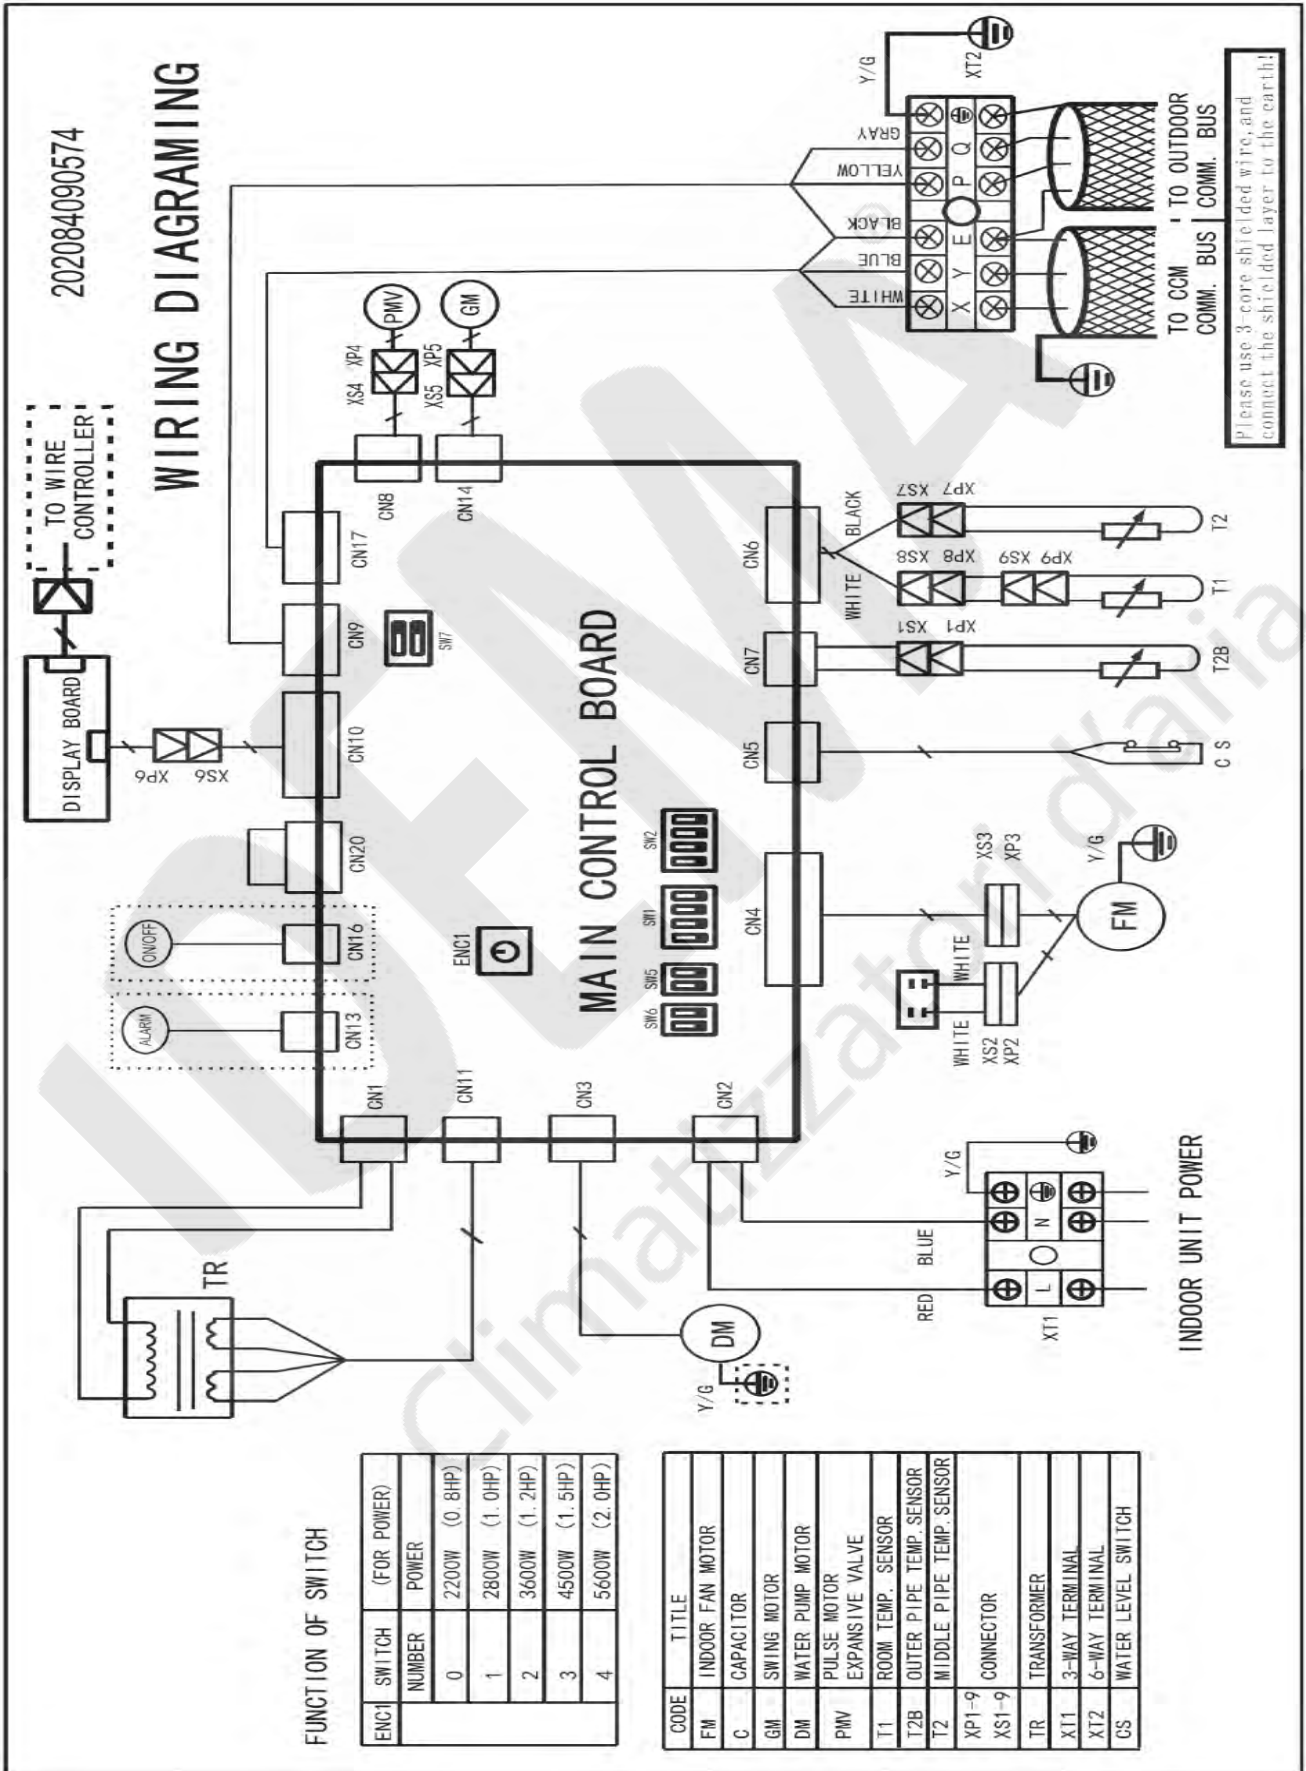 202084090574
WIRING DIAGRAMING
TO WIRE
CONTROLLER
DISPLAY BOARD
XP6
XS6
ALARM
ON/OFF
CN13
CN16
CN20
CN10
CN9
CN17
SW7
CN8
CN14
XS4 XP4
PMV
XS5 XP5
GM
TR
CN1
CN11
CN3
CN2
ENC1
SW6
SW5
SW1
SW2
MAIN CONTROL BOARD
CN4
CN5
CN7
CN6
WHITE
BLACK
XS1 XP1
XS8 XP8 XS9 XP9
XS7 XP7
C S
T2B
T1
T2
WHITE
WHITE
XS2
XP2
XS3
XP3
FM
Y/G
DM
Y/G
RED
BLUE
Y/G
L
N
XT1
INDOOR UNIT POWER
WHITE
BLUE
BLACK
YELLOW
GRAY
Y/G
X Y E P Q
XT2
TO CCM
COMM. BUS
TO OUTDOOR
COMM. BUS
Please use 3-core shielded wire,and
connect the shielded layer to the earth!
FUNCTION OF SWITCH
ENC1 SWITCH (FOR POWER)
NUMBER POWER
0 2200W (0.8HP)
1 2800W (1.0HP)
2 3600W (1.2HP)
3 4500W (1.5HP)
4 5600W (2.0HP)
CODE TITLE
FM INDOOR FAN MOTOR
C CAPACITOR
GM SWING MOTOR
DM WATER PUMP MOTOR
PMV PULSE MOTOR
EXPANSIVE VALVE
T1 ROOM TEMP. SENSOR
T2B OUTER PIPE TEMP. SENSOR
T2 MIDDLE PIPE TEMP. SENSOR
XP1-9
XS1-9 CONNECTOR
TR TRANSFORMER
XT1 3-WAY TERMINAL
XT2 6-WAY TERMINAL
CS WATER LEVEL SWITCH
IDEMA®
Climatizzatori d'aria